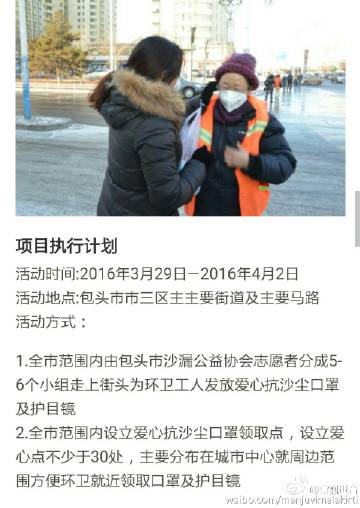 项目执行计划
活动时间:2016年3月29日—2016年4月2日
活动地点:包头市市三区主主要街道及主要马路
活动方式：
1.全市范围内由包头市沙漏公益协会志愿者分成5-
6个小组走上街头为环卫工人发放爱心抗沙尘口罩
及护目镜
2.全市范围内设立爱心抗沙尘口罩领取点，设立爱
心点不少于30处，主要分布在城市中心就周边范
围方便环卫就近领取口罩及护目镜
weibo.com/manjuvimalakirti